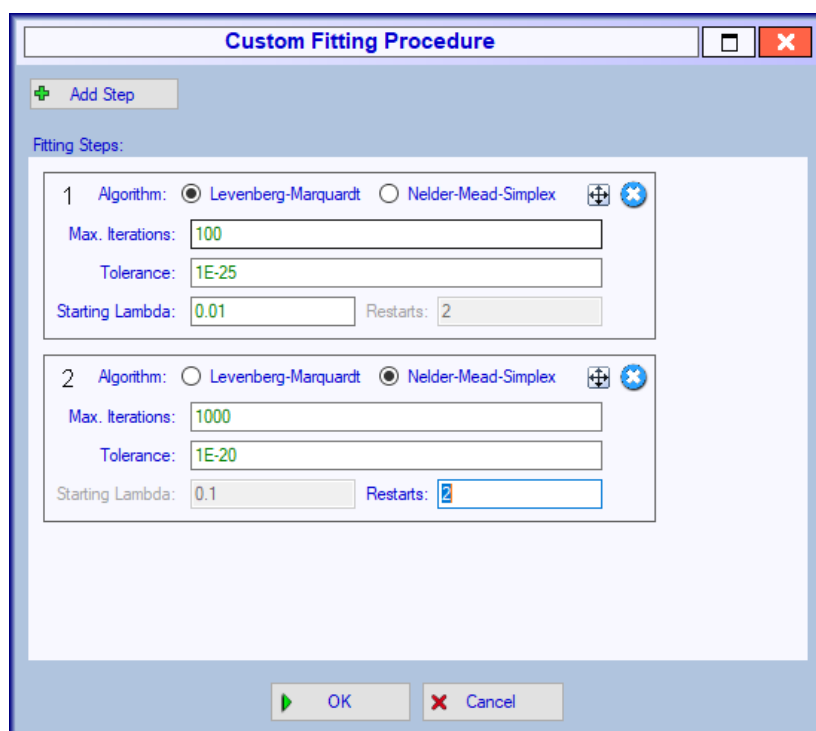 Custom Fitting Procedure
Add Step
Fitting Steps:
1 Algorithm: Levenberg-Marquardt Nelder-Mead-Simplex
Max. Iterations: 100
Tolerance: 1E-25
Starting Lambda: 0.01 Restarts: 2
2 Algorithm: Levenberg-Marquardt Nelder-Mead-Simplex
Max. Iterations: 1000
Tolerance: 1E-20
Starting Lambda: 0.1 Restarts: 2
OK Cancel